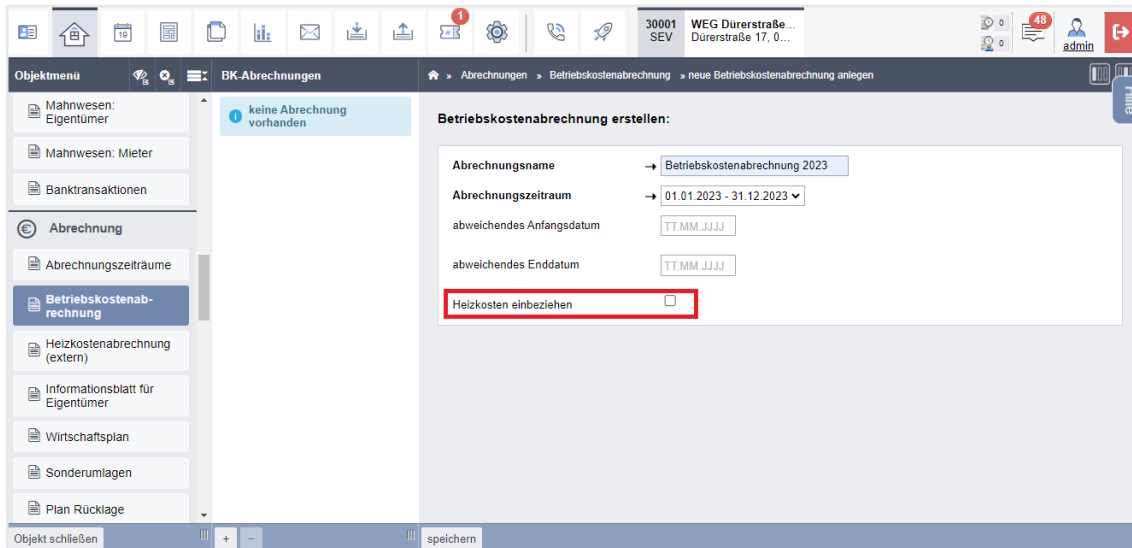 19
1
30001
SEV
WEG Dürerstraße...
Dürerstraße 17, 0...
0
0
48
admin
Objektmenü
BK-Abrechnungen
» Abrechnungen » Betriebskostenabrechnung » neue Betriebskostenabrechnung anlegen
Hilfe
Mahnwesen:
Eigentümer
Mahnwesen: Mieter
Banktransaktionen
Abrechnung
Abrechnungszeiträume
Betriebskostenab-
rechnung
Heizkostenabrechnung
(extern)
Informationsblatt für
Eigentümer
Wirtschaftsplan
Sonderumlagen
Plan Rücklage
Objekt schließen
keine Abrechnung
vorhanden
+ −
Betriebskostenabrechnung erstellen:
Abrechnungsname → Betriebskostenabrechnung 2023
Abrechnungszeitraum → 01.01.2023 - 31.12.2023
abweichendes Anfangsdatum TT.MM.JJJJ
abweichendes Enddatum TT.MM.JJJJ
Heizkosten einbeziehen
speichern